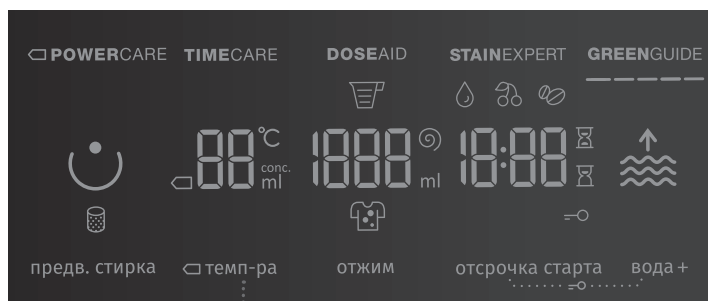 POWERCARE TIMECARE DOSEAID STAINEXPERT GREENGUIDE
88 °C conc. ml 1888 ml 18:88
предв. стирка темп-ра отжим отсрочка старта вода +